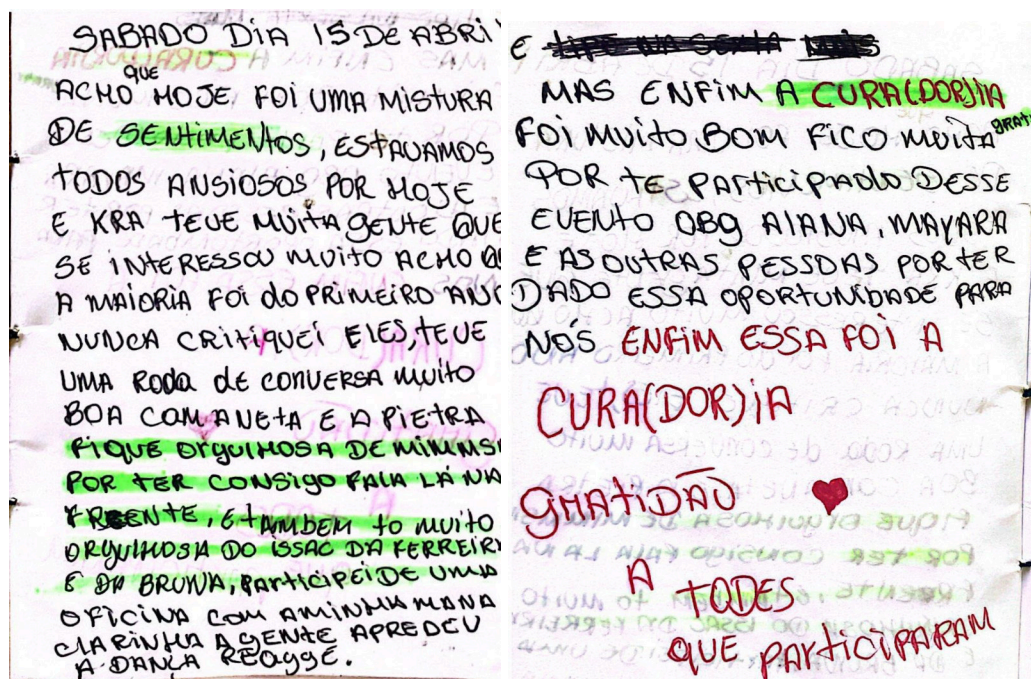 SABADO DIA 15 DE ABRI
QUE
ACHO HOJE FOI UMA MISTURA
DE SENTIMENTOS, ESTAVAMOS
TODOS ANSIOSOS POR HOJE
E KRA TEVE MUITA GENTE QUE
SE INTERESSOU MUITO ACHO
A MAIORIA FOI do PRIMEIRO ANO
NUNCA CRITIQUEI ELES, TEVE
UMA RODA de CONVERSA MUITO
BOA COM ANETA E A PIETRA
FIQUE ORGULHOSA DE MIM MSM
POR TER CONSIGO FALA LÁ NA
FREENTE, E tAMBEM to MUITO
ORGULHOSA DO ISSAC DA FERREIRA
E DA BRUNA, PARTICIPEI DE UMA
OFICINA COM A MINHA MANA
CLARINHA A GENTE APREDEU
A DANÇA REAGGE.
E
MAS ENFIM A CURA(DOR)IA
FOI MUITO BOM FICO MUITA GRATA
POR TE PARTICIPADO DESSE
EVENTO OBG AIANA, MAYARA
E AS OUTRAS PESSOAS POR TER
DADO ESSA OPORTUNIDADE PARA
NÓS ENFIM ESSA FOI A
CURA(DOR)IA
GRATIDÃO
A TODES
QUE PARTICIPARAM